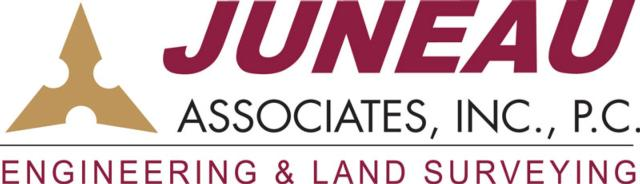 JUNEAU
ASSOCIATES, INC., P.C.
ENGINEERING & LAND SURVEYING